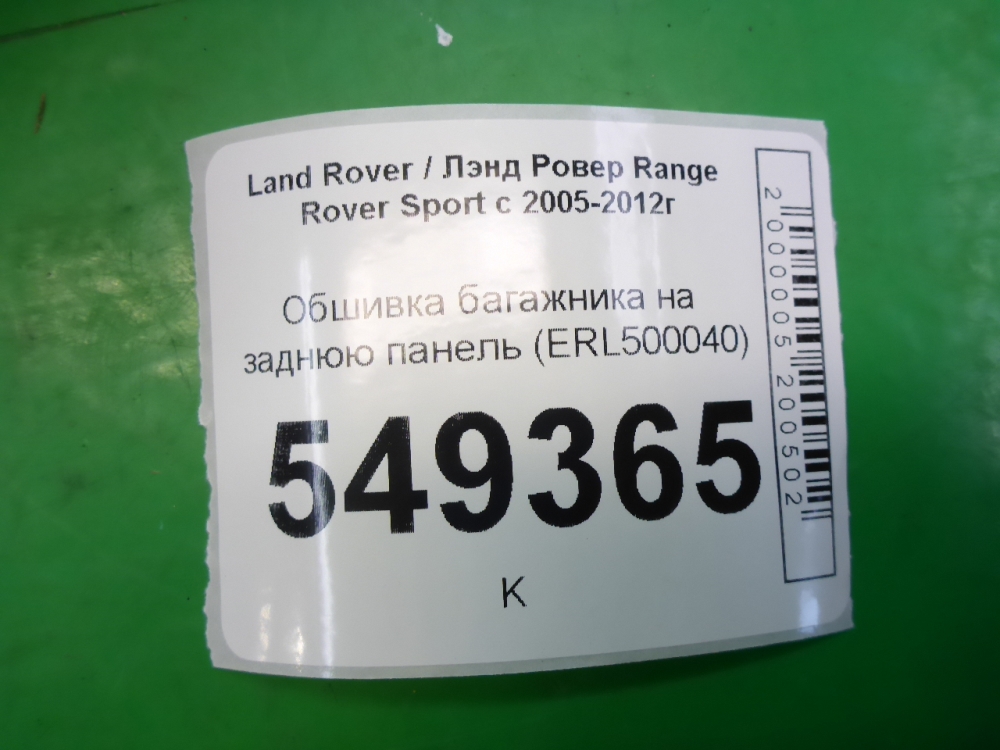 Land Rover / Лэнд Ровер Range
Rover Sport с 2005-2012г
Обшивка багажника на
заднюю панель (ERL500040)
549365
К
2000005200502